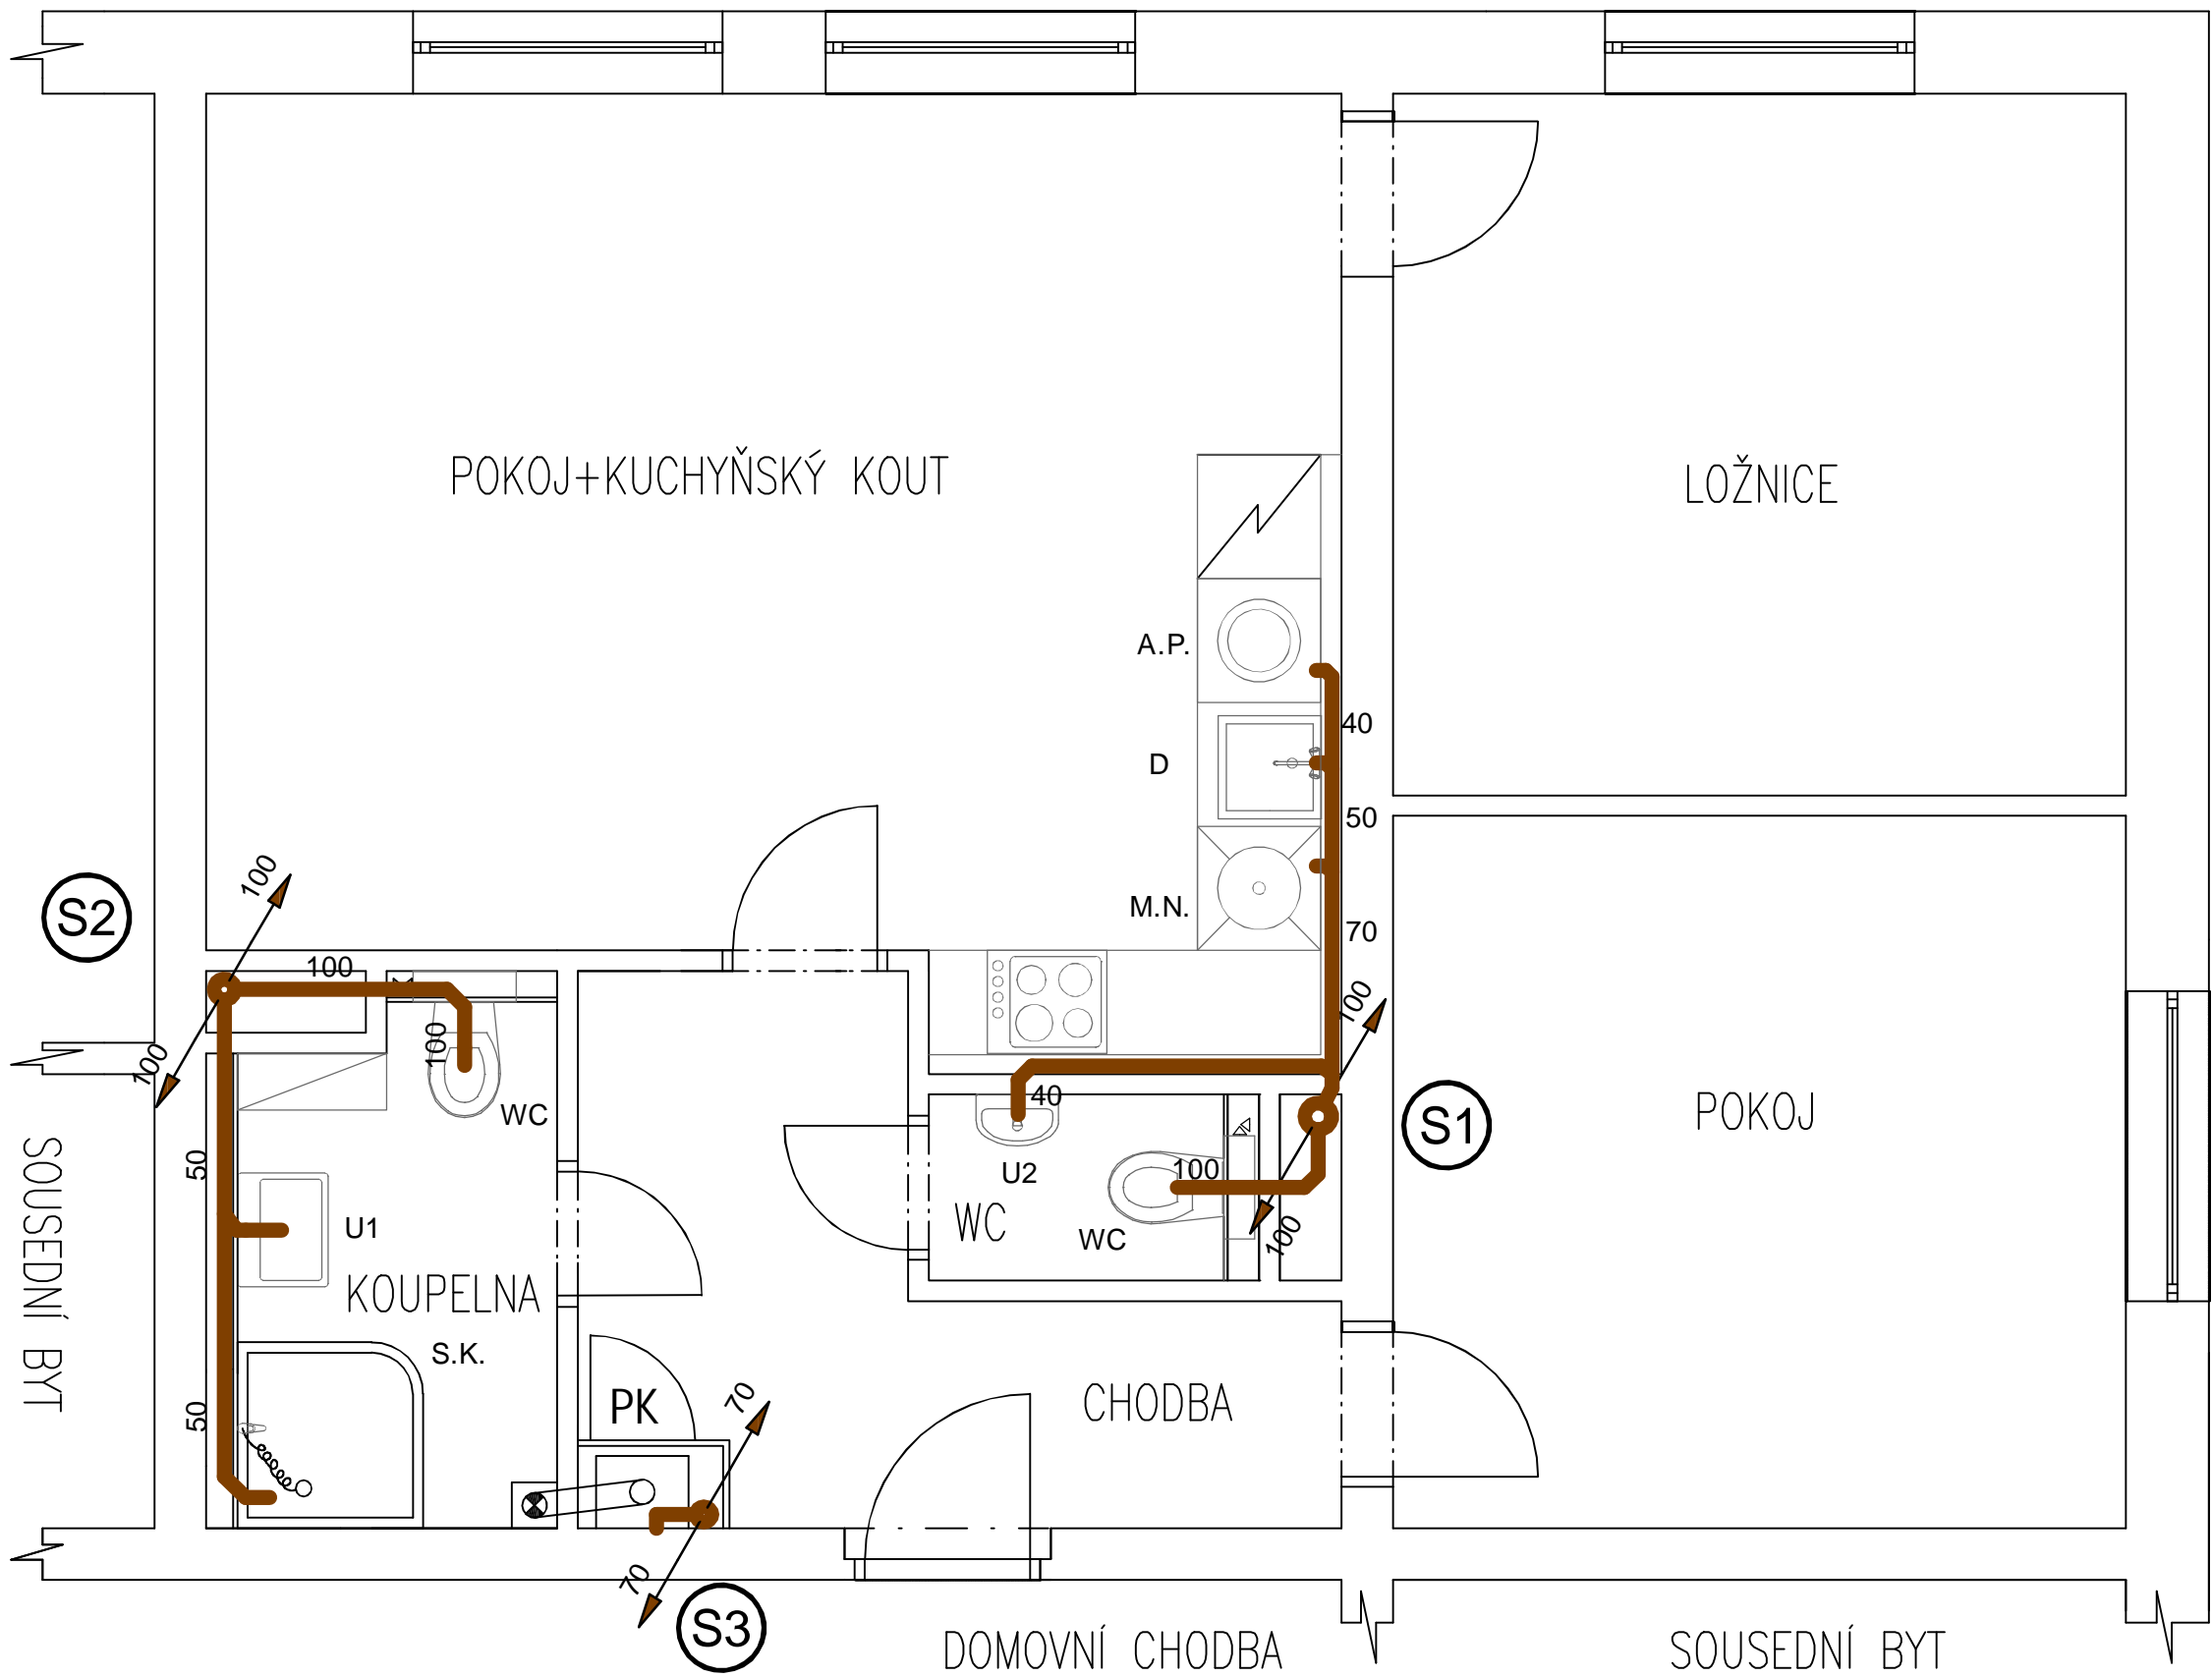 POKOJ+KUCHYŇSKÝ KOUT
LOŽNICE
A.P.
40
D
50
M.N.
70
100
S2
100
100
100
100
40
WC
S1
POKOJ
SOUSEDNÍ BYT
50
U1
U2
100
WC
WC
100
KOUPELNA
S.K.
50
PK
70
CHODBA
70
S3
DOMOVNÍ CHODBA
SOUSEDNÍ BYT